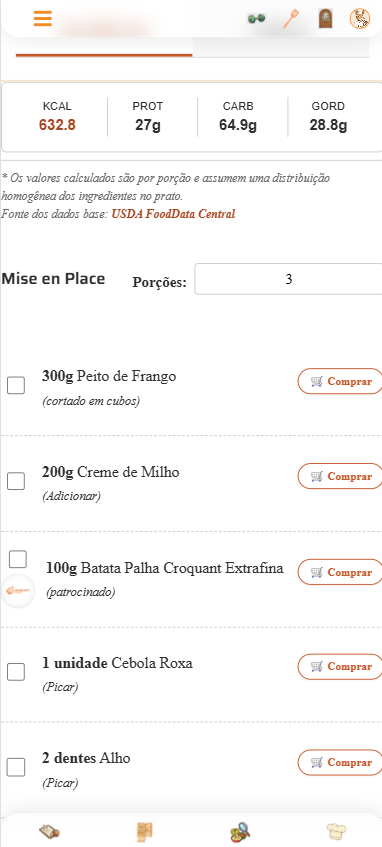 KCAL PROT CARB GORD
632.8 27g 64.9g 28.8g
* Os valores calculados são por porção e assumem uma distribuição
homogênea dos ingredientes no prato.
Fonte dos dados base: USDA FoodData Central
Mise en Place Porções: 3
300g Peito de Frango
(cortado em cubos)
Comprar
200g Creme de Milho
(Adicionar)
Comprar
100g Batata Palha Croquant Extrafina
(patrocinado)
Comprar
1 unidade Cebola Roxa
(Picar)
Comprar
2 dentes Alho
(Picar)
Comprar